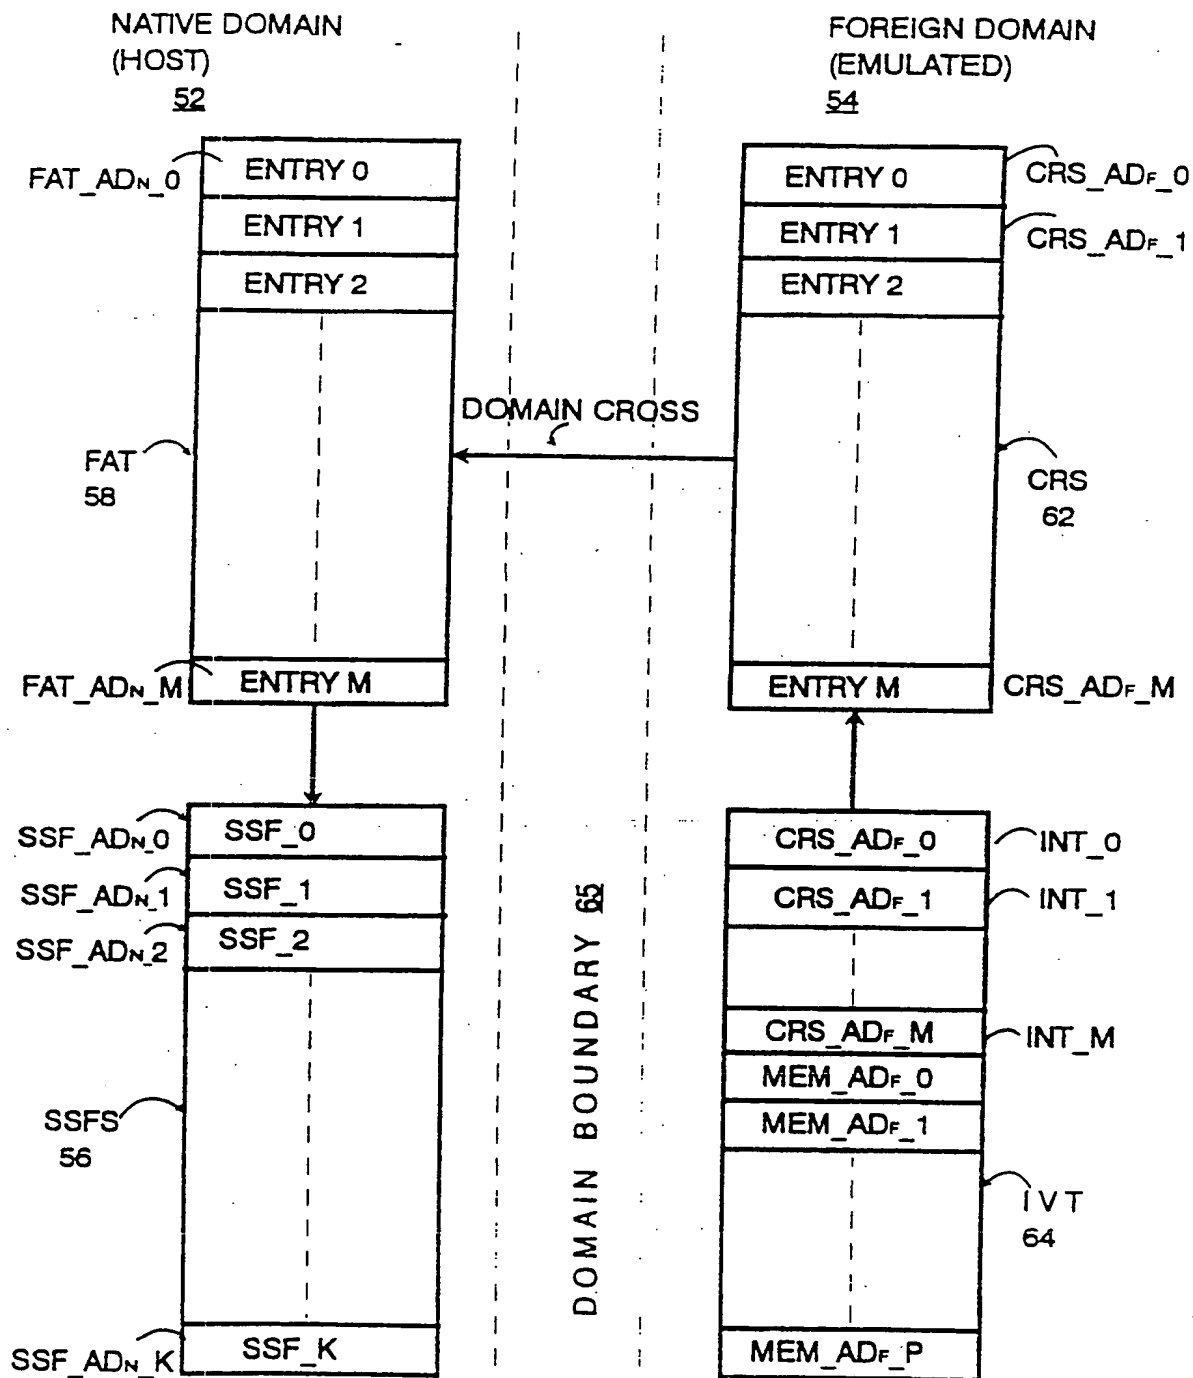 NATIVE DOMAIN
(HOST)
52
FOREIGN DOMAIN
(EMULATED)
54
FAT_ADN_0
ENTRY 0
ENTRY 1
ENTRY 2
FAT
58
FAT_ADN_M
ENTRY M
DOMAIN CROSS
ENTRY 0
CRS_ADF_0
ENTRY 1
CRS_ADF_1
ENTRY 2
CRS
62
ENTRY M
CRS_ADF_M
SSF_ADN_0
SSF_0
SSF_ADN_1
SSF_1
SSF_ADN_2
SSF_2
SSFS
56
SSF_ADN_K
SSF_K
DOMAIN BOUNDARY 65
CRS_ADF_0
INT_0
CRS_ADF_1
INT_1
CRS_ADF_M
INT_M
MEM_ADF_0
MEM_ADF_1
IVT
64
MEM_ADF_P